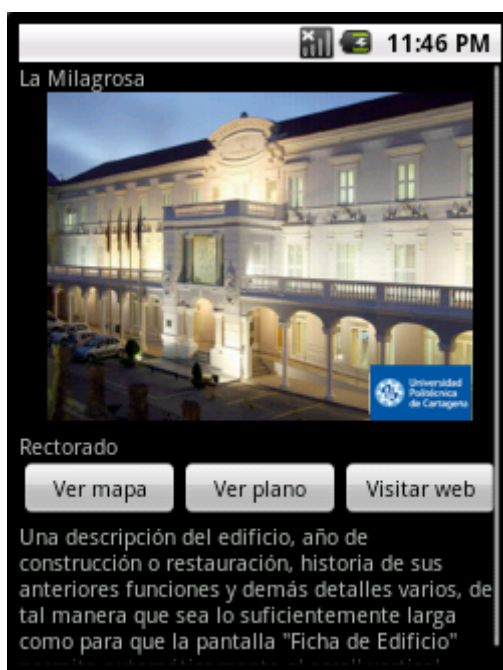 11:46 PM
La Milagrosa
Universidad
Politécnica
de Cartagena
Rectorado
Ver mapa
Ver plano
Visitar web
Una descripción del edificio, año de
construcción o restauración, historia de sus
anteriores funciones y demás detalles varios, de
tal manera que sea lo suficientemente larga
como para que la pantalla "Ficha de Edificio"